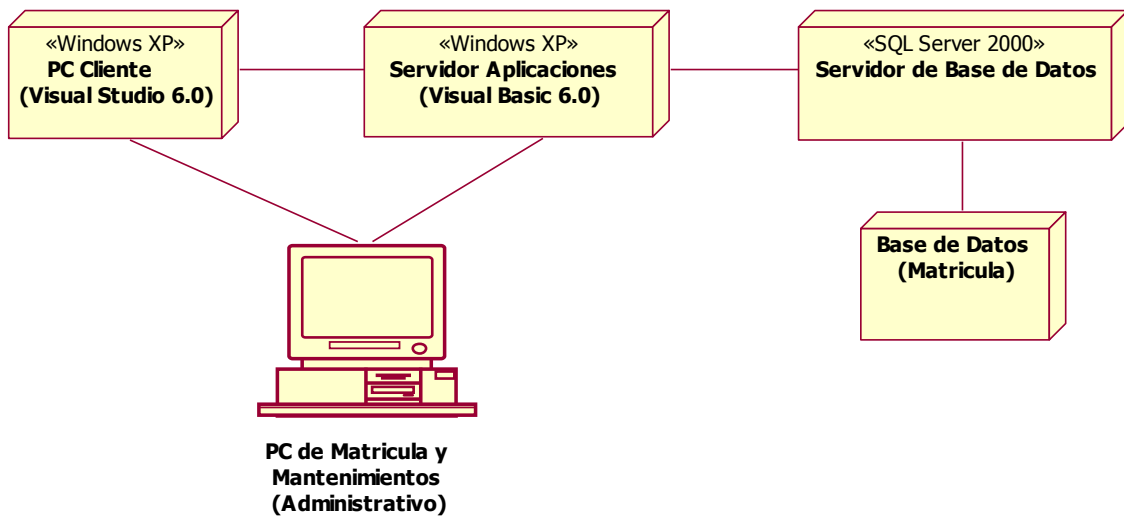 «Windows XP»
PC Cliente
(Visual Studio 6.0)
«Windows XP»
Servidor Aplicaciones
(Visual Basic 6.0)
«SQL Server 2000»
Servidor de Base de Datos
Base de Datos
(Matricula)
PC de Matricula y
Mantenimientos
(Administrativo)